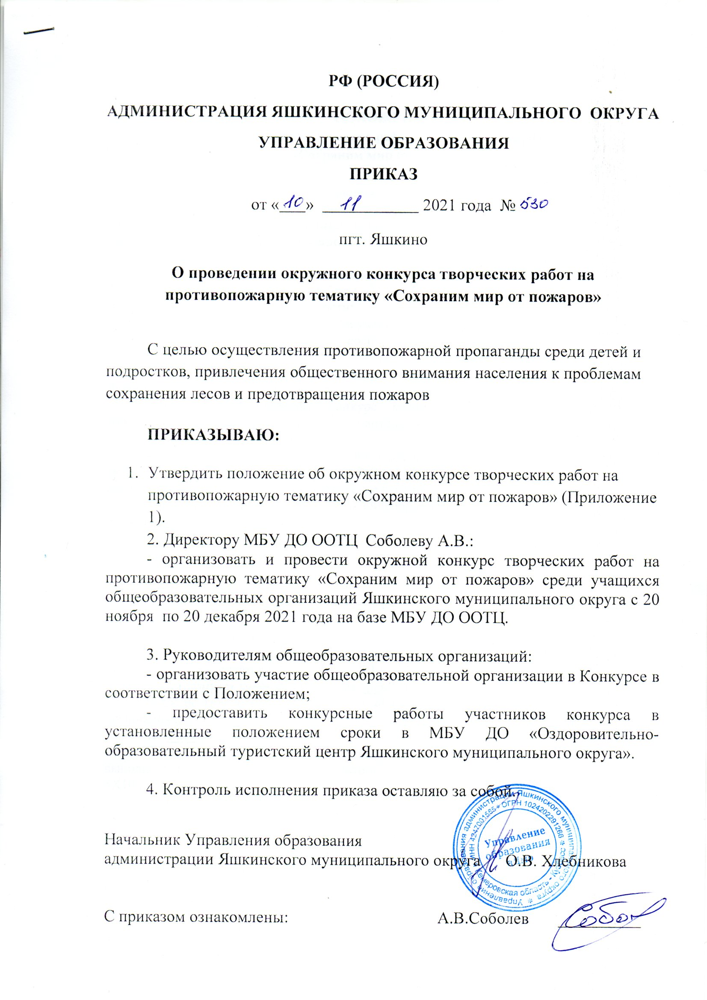 РФ (РОССИЯ)
АДМИНИСТРАЦИЯ ЯШКИНСКОГО МУНИЦИПАЛЬНОГО ОКРУГА
УПРАВЛЕНИЕ ОБРАЗОВАНИЯ
ПРИКАЗ
от «10» 11 2021 года № 530
пгт. Яшкино
О проведении окружного конкурса творческих работ на
противопожарную тематику «Сохраним мир от пожаров»
С целью осуществления противопожарной пропаганды среди детей и
подростков, привлечения общественного внимания населения к проблемам
сохранения лесов и предотвращения пожаров
ПРИКАЗЫВАЮ:
1. Утвердить положение об окружном конкурсе творческих работ на
противопожарную тематику «Сохраним мир от пожаров» (Приложение
1).
2. Директору МБУ ДО ООТЦ Соболеву А.В.:
- организовать и провести окружной конкурс творческих работ на
противопожарную тематику «Сохраним мир от пожаров» среди учащихся
общеобразовательных организаций Яшкинского муниципального округа с 20
ноября по 20 декабря 2021 года на базе МБУ ДО ООТЦ.
3. Руководителям общеобразовательных организаций:
- организовать участие общеобразовательной организации в Конкурсе в
соответствии с Положением;
- предоставить конкурсные работы участников конкурса в
установленные положением сроки в МБУ ДО «Оздоровительно-
образовательный туристский центр Яшкинского муниципального округа».
4. Контроль исполнения приказа оставляю за собой.
Начальник Управления образования
администрации Яшкинского муниципального округа О.В. Хлебникова
Управление образования администрации Яшкинского муниципального округа *
ИНН 4247001565 * ОГРН 1024202291266 *
Кемеровская область - Кузбасс *
Управление
образования
С приказом ознакомлены: А.В.Соболев